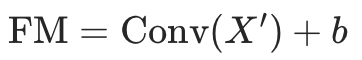 FM = Conv(X′) + b